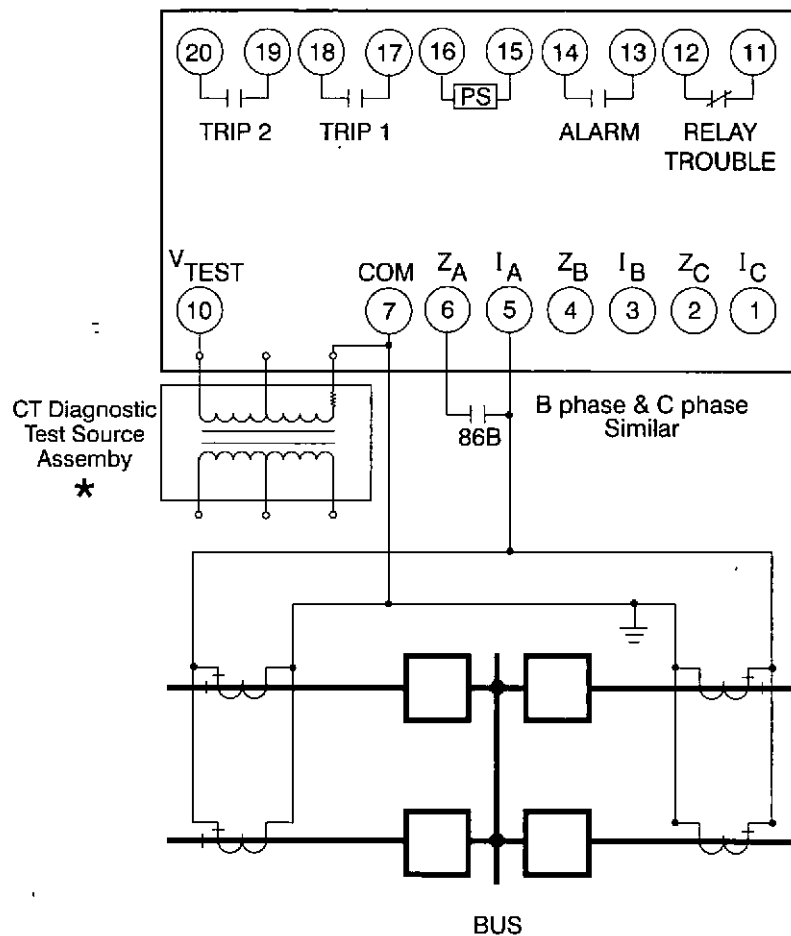 20 19 18 17 16 15 14 13 12 11
PS
TRIP 2 TRIP 1 ALARM RELAY
TROUBLE
VTEST COM ZA IA ZB IB ZC IC
10 7 6 5 4 3 2 1
CT Diagnostic
Test Source
Assemby
*
86B
B phase & C phase
Similar
BUS